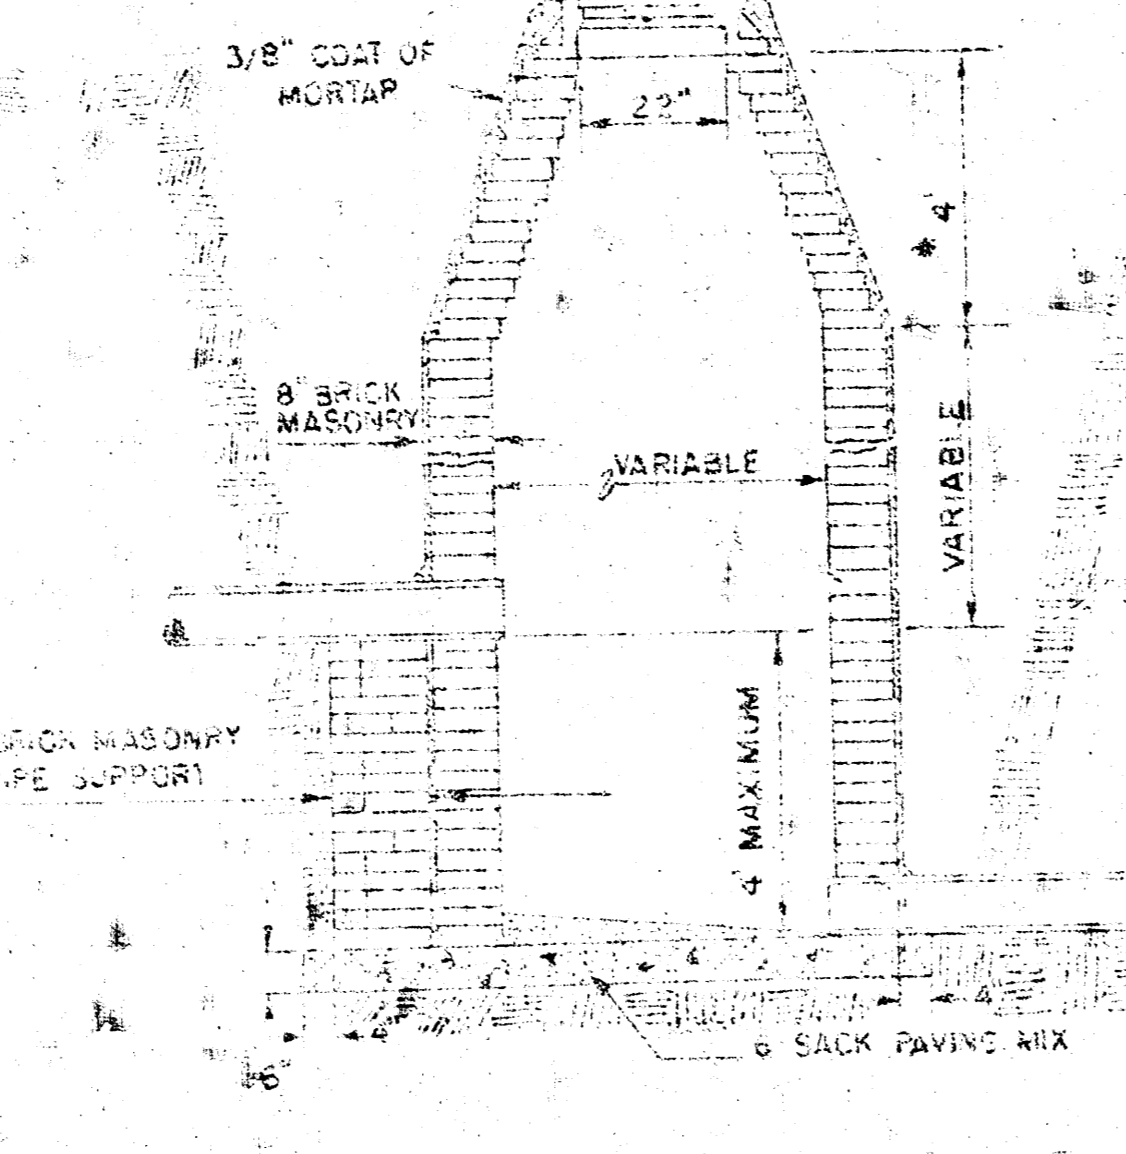 3/8" COAT OF
MORTAR
22"
* 4'
8" BRICK
MASONRY
VARIABLE
VARIABLE
BRICK MASONRY
PIPE SUPPORT
4' MAXIMUM
4"
4"
6"
6 SACK PAVING MIX